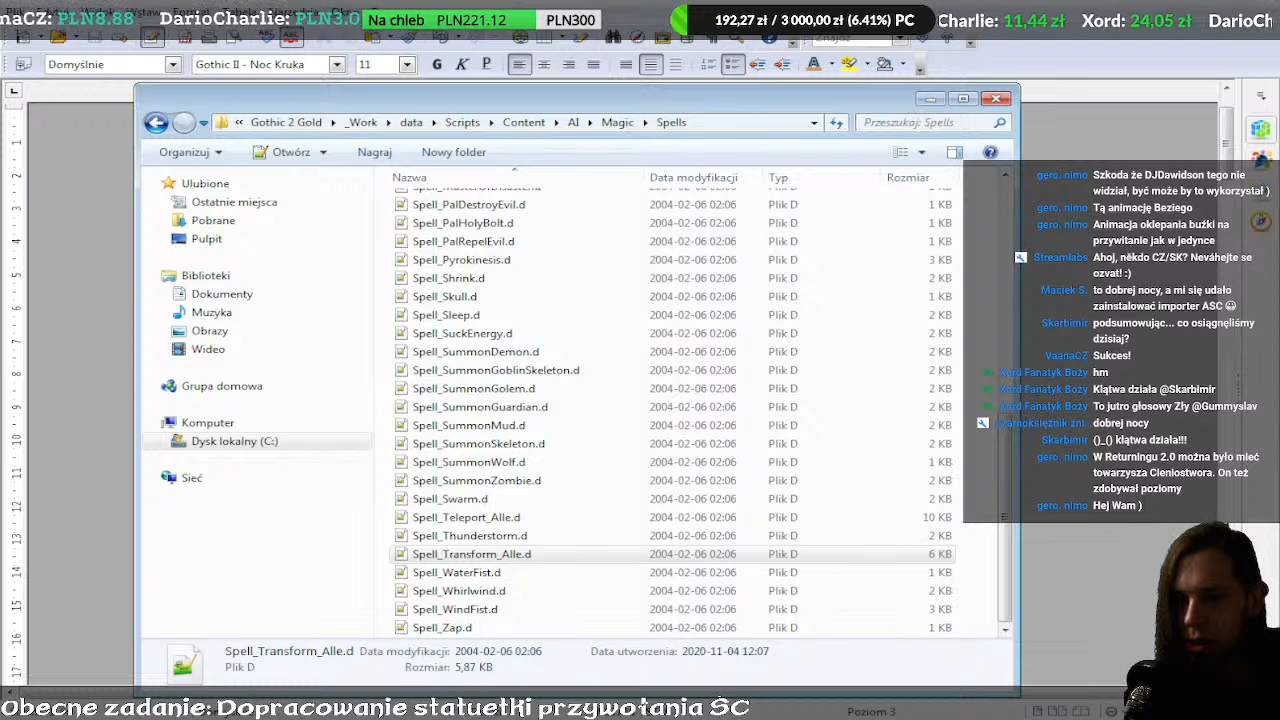 maCZ: PLN8.88 DarioCharlie: PLN3.0
Na chleb PLN221.12 PLN300
192,27 zł / 3 000,00 zł (6.41%) PC
Charlie: 11,44 zł Xord: 24,05 zł DarioCh
Domyślnie Gothic II - Noc Kruka 11 G K P
Gothic 2 Gold _Work data Scripts Content AI Magic Spells Przeszukaj: Spells
Organizuj Otwórz Nagraj Nowy folder
Nazwa Data modyfikacji Typ Rozmiar
Ulubione
Ostatnie miejsca
Pobrane
Pulpit
Biblioteki
Dokumenty
Muzyka
Obrazy
Wideo
Grupa domowa
Komputer
Dysk lokalny (C:)
Sieć
Spell_PalDestroyEvil.d 2004-02-06 02:06 Plik D 1 KB
Spell_PalHolyBolt.d 2004-02-06 02:06 Plik D 1 KB
Spell_PalRepelEvil.d 2004-02-06 02:06 Plik D 1 KB
Spell_Pyrokinesis.d 2004-02-06 02:06 Plik D 3 KB
Spell_Shrink.d 2004-02-06 02:06 Plik D 2 KB
Spell_Skull.d 2004-02-06 02:06 Plik D 1 KB
Spell_Sleep.d 2004-02-06 02:06 Plik D 2 KB
Spell_SuckEnergy.d 2004-02-06 02:06 Plik D 2 KB
Spell_SummonDemon.d 2004-02-06 02:06 Plik D 2 KB
Spell_SummonGoblinSkeleton.d 2004-02-06 02:06 Plik D 2 KB
Spell_SummonGolem.d 2004-02-06 02:06 Plik D 2 KB
Spell_SummonGuardian.d 2004-02-06 02:06 Plik D 2 KB
Spell_SummonMud.d 2004-02-06 02:06 Plik D 2 KB
Spell_SummonSkeleton.d 2004-02-06 02:06 Plik D 2 KB
Spell_SummonWolf.d 2004-02-06 02:06 Plik D 1 KB
Spell_SummonZombie.d 2004-02-06 02:06 Plik D 2 KB
Spell_Swarm.d 2004-02-06 02:06 Plik D 2 KB
Spell_Teleport_Alle.d 2004-02-06 02:06 Plik D 10 KB
Spell_Thunderstorm.d 2004-02-06 02:06 Plik D 2 KB
Spell_Transform_Alle.d 2004-02-06 02:06 Plik D 6 KB
Spell_WaterFist.d 2004-02-06 02:06 Plik D 1 KB
Spell_Whirlwind.d 2004-02-06 02:06 Plik D 2 KB
Spell_WindFist.d 2004-02-06 02:06 Plik D 3 KB
Spell_Zap.d 2004-02-06 02:06 Plik D 1 KB
Spell_Transform_Alle.d Data modyfikacji: 2004-02-06 02:06 Data utworzenia: 2020-11-04 12:07
Plik D Rozmiar: 5,87 KB
gero. nimo Szkoda że DJDawidson tego nie
widział, być może by to wykorzystał )
gero. nimo Tą animację Beziego
gero. nimo Animacja oklepania buźki na
przywitanie jak w jedynce
Streamlabs Ahoj, někdo CZ/SK? Neváhejte se
ozvat! :)
Maciek S. to dobrej nocy, a mi się udało
zainstalować importer ASC 😀
Skarbimir podsumowując... co osiągnęliśmy
dzisiaj?
VaanaCZ Sukces!
Xord Fanatyk Boży hm
Xord Fanatyk Boży Klątwa działa @Skarbimir
Xord Fanatyk Boży To jutro głosowy Zły @Gummyslav
dobrej nocy
Skarbimir ()_() klątwa działa!!!
gero. nimo W Returningu 2.0 można było mieć
towarzysza Cieniostwora. On też
zdobywał poziomy
gero. nimo Hej Wam )
Obecne zadanie: Dopracowanie statuetki przywołania ŚC
Poziom 3